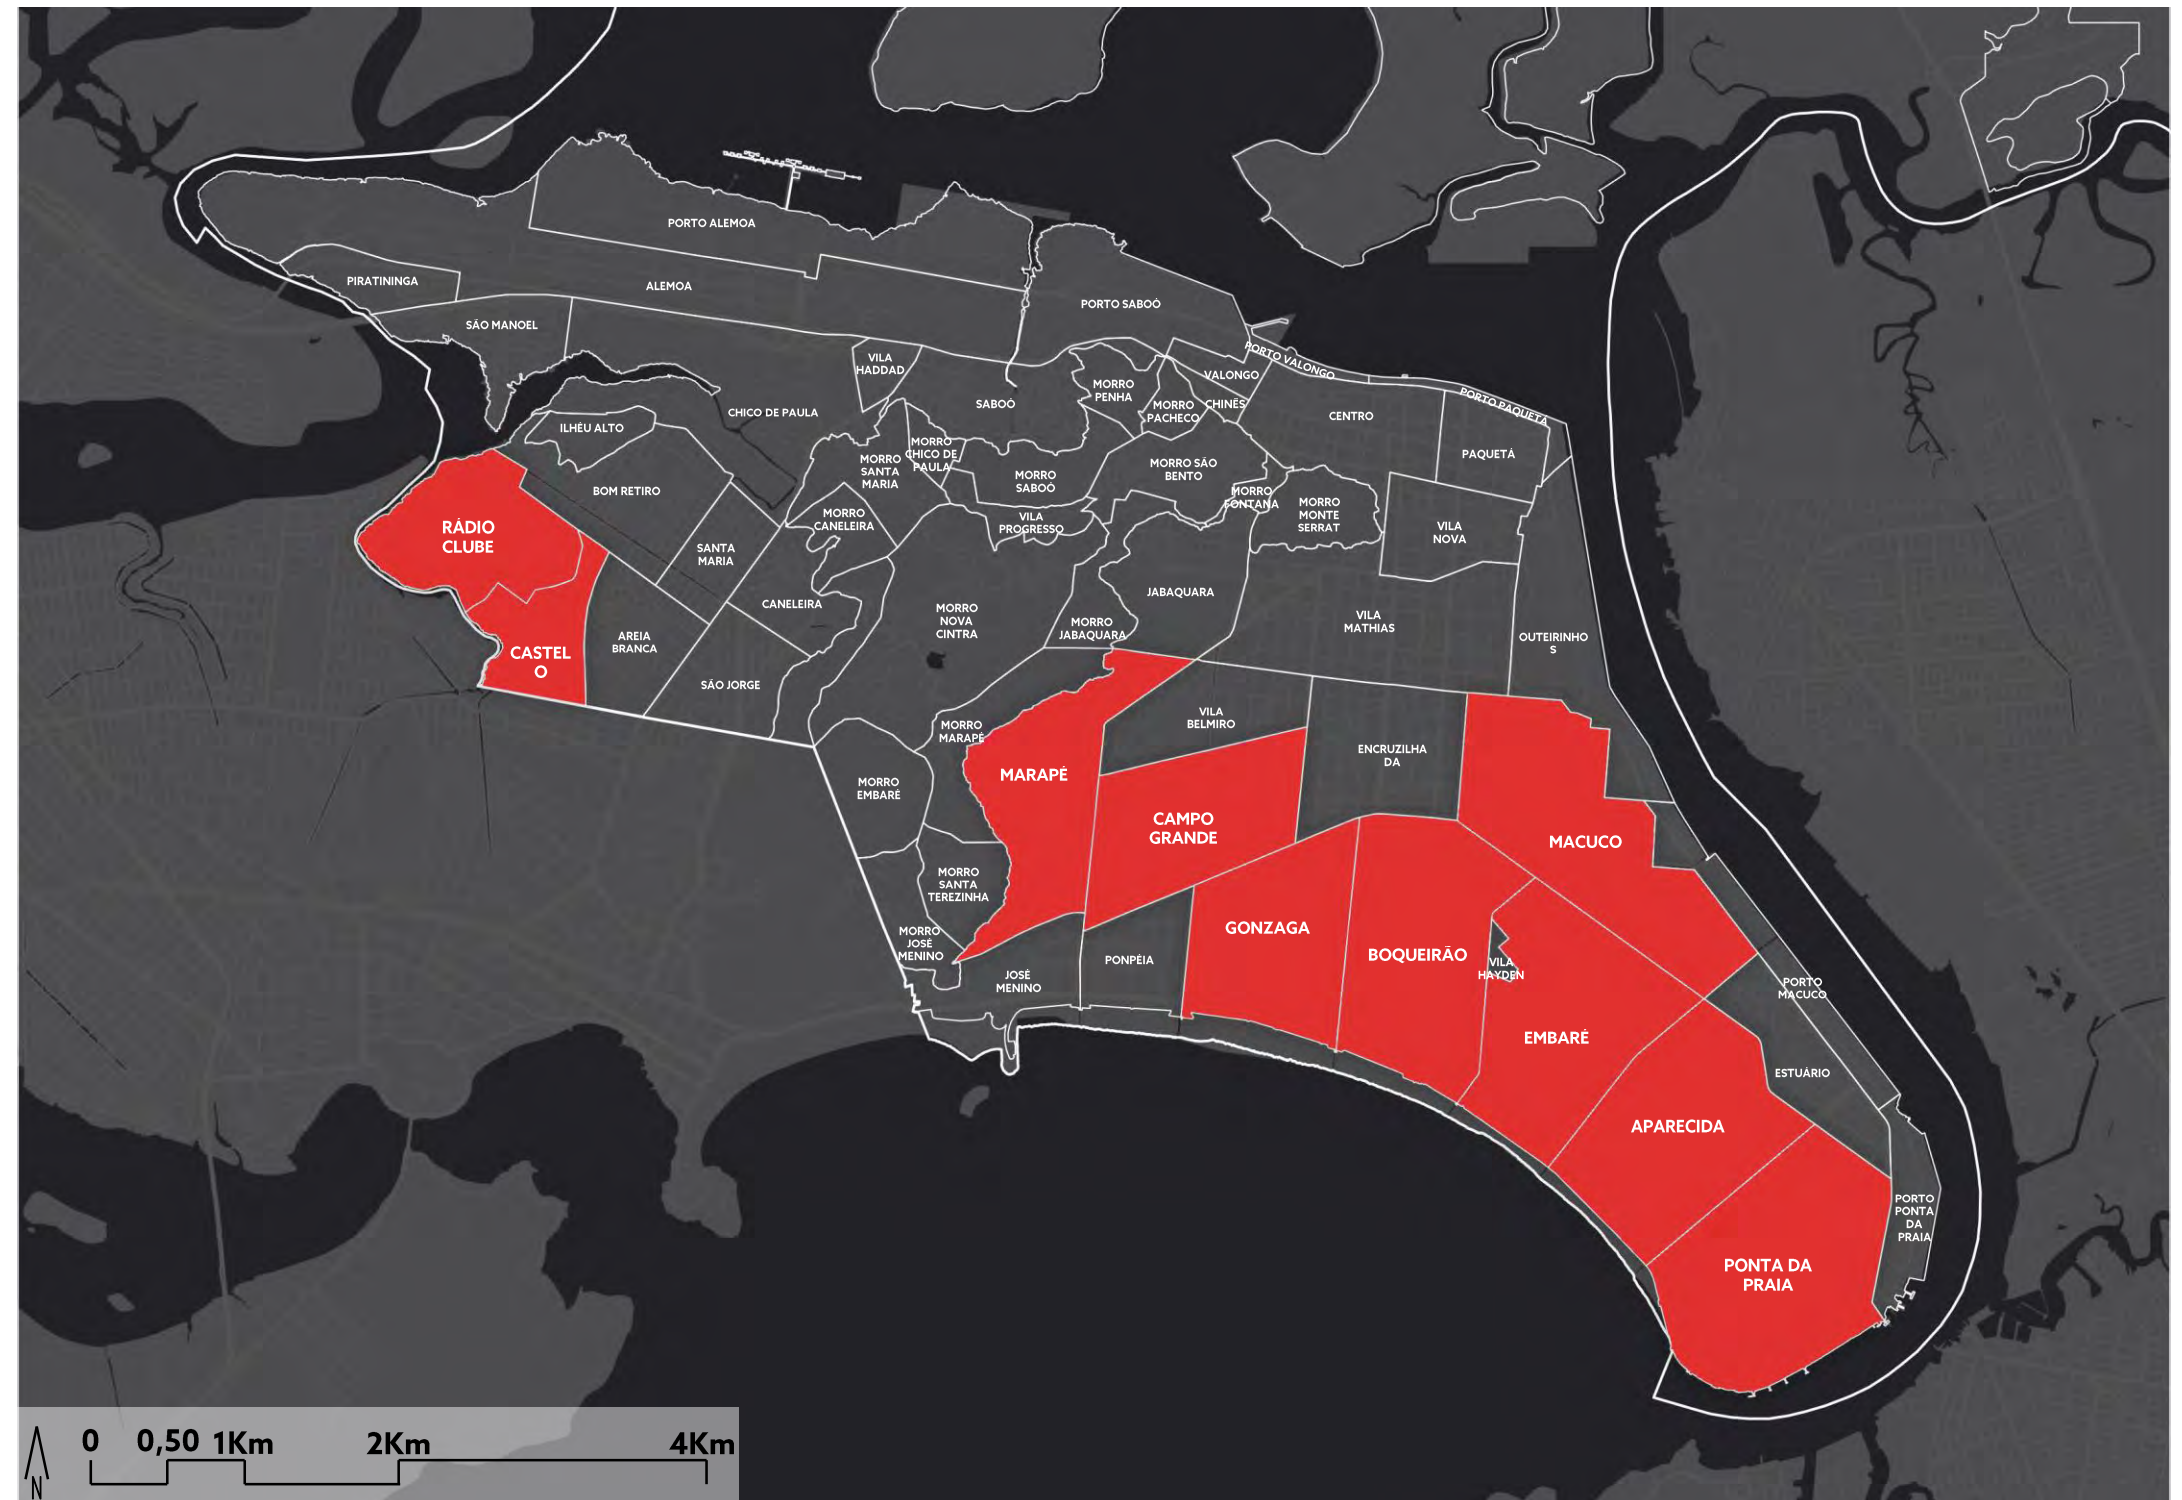 PORTO ALEMOA
PIRATININGA
ALEMOA
PORTO SABOÓ
SÃO MANOEL
PORTO VALONGO
VILA
HADDAD
VALONGO
MORRO
PENHA
PORTO PAQUETÁ
SABOÓ
MORRO
PACHECO
CHINÊS
CHICO DE PAULA
CENTRO
ILHÉU ALTO
MORRO
CHICO DE
PAULA
PAQUETÁ
MORRO
SANTA
MARIA
MORRO SÃO
BENTO
MORRO
SABOÓ
BOM RETIRO
MORRO
FONTANA
MORRO
MONTE
SERRAT
MORRO
CANELEIRA
VILA
PROGRESSO
VILA
NOVA
RÁDIO
CLUBE
SANTA
MARIA
JABAQUARA
CANELEIRA
MORRO
NOVA
CINTRA
VILA
MATHIAS
MORRO
JABAQUARA
AREIA
BRANCA
OUTEIRINHO
S
CASTEL
O
SÃO JORGE
VILA
BELMIRO
MORRO
MARAPÉ
ENCRUZILHA
DA
MARAPÉ
MORRO
EMBARÉ
CAMPO
GRANDE
MACUCO
MORRO
SANTA
TEREZINHA
GONZAGA
MORRO
JOSÉ
MENINO
BOQUEIRÃO
PONPÉIA
VILA
HAYDEN
JOSÉ
MENINO
PORTO
MACUCO
EMBARÉ
ESTUÁRIO
APARECIDA
PORTO
PONTA
DA
PRAIA
PONTA DA
PRAIA
0 0,50 1Km 2Km 4Km
N